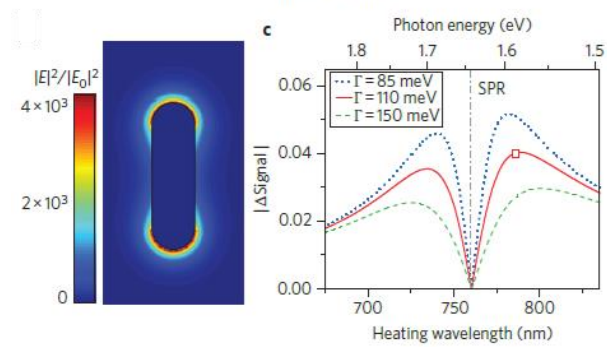 |E|²/|E₀|²
4×10³
2×10³
0
c
Photon energy (eV)
1.8 1.7 1.6 1.5
Γ = 85 meV
Γ = 110 meV
Γ = 150 meV
SPR
|ΔSignal|
0.06
0.04
0.02
0.00
700 750 800
Heating wavelength (nm)